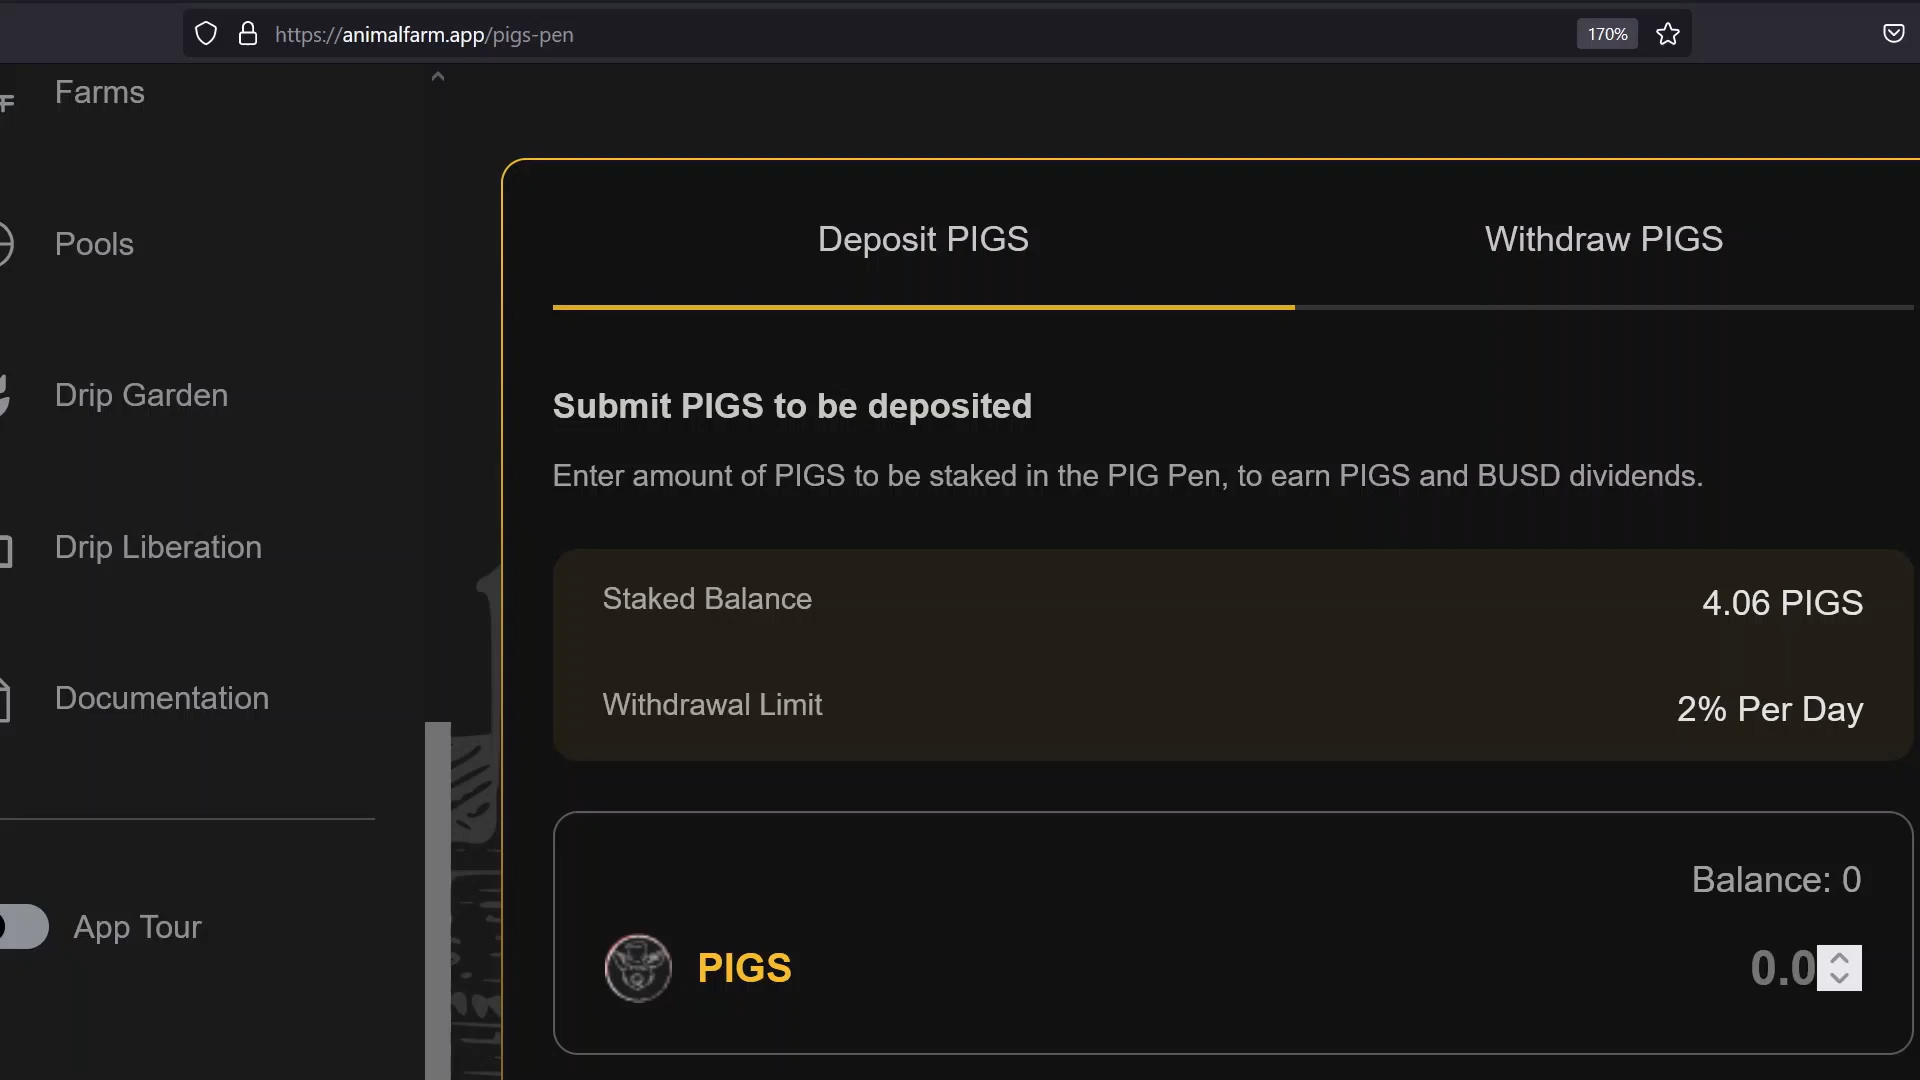 https://animalfarm.app/pigs-pen
170%
Farms
Pools
Drip Garden
Drip Liberation
Documentation
App Tour
Deposit PIGS
Withdraw PIGS
Submit PIGS to be deposited
Enter amount of PIGS to be staked in the PIG Pen, to earn PIGS and BUSD dividends.
Staked Balance
4.06 PIGS
Withdrawal Limit
2% Per Day
Balance: 0
PIGS
0.0